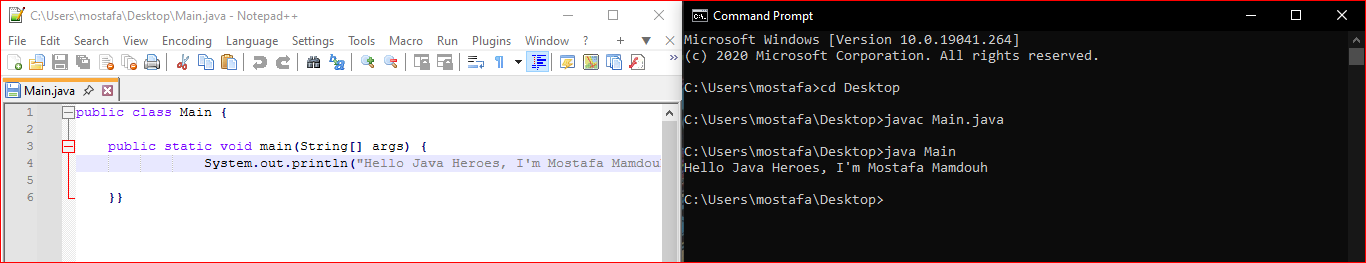 C:\Users\mostafa\Desktop\Main.java - Notepad++
File Edit Search View Encoding Language Settings Tools Macro Run Plugins Window ? + ▼ X
Main.java
1 public class Main {
2
3 public static void main(String[] args) {
4 System.out.println("Hello Java Heroes, I'm Mostafa Mamdouh
5
6 }}
Command Prompt
Microsoft Windows [Version 10.0.19041.264]
(c) 2020 Microsoft Corporation. All rights reserved.
C:\Users\mostafa>cd Desktop
C:\Users\mostafa\Desktop>javac Main.java
C:\Users\mostafa\Desktop>java Main
Hello Java Heroes, I'm Mostafa Mamdouh
C:\Users\mostafa\Desktop>